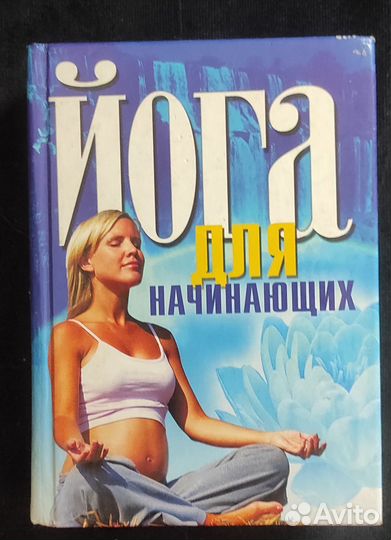 йога
для
начинающих
Avito